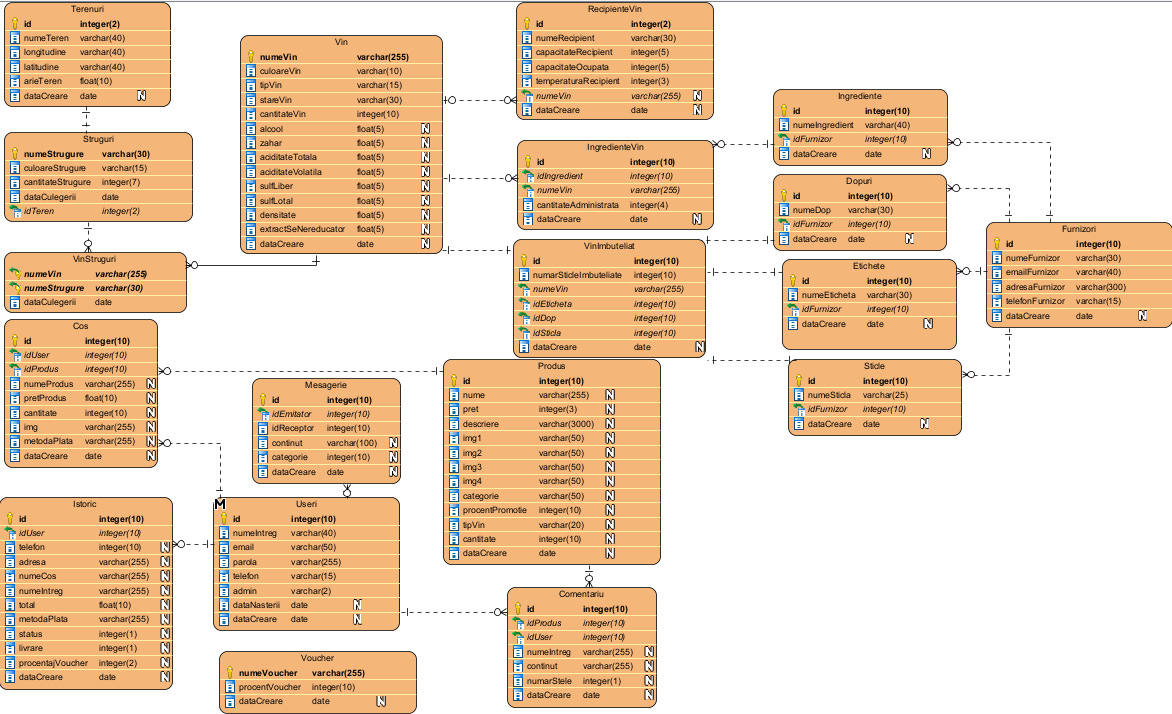 Terenuri
id integer(2)
numeTeren varchar(40)
longitudine varchar(40)
latitudine varchar(40)
arieTeren float(10)
dataCreare date N
Struguri
numeStrugure varchar(30)
culoareStrugure varchar(15)
cantitateStrugure integer(7)
dataCulegerii date
idTeren integer(2)
VinStruguri
numeVin varchar(255)
numeStrugure varchar(30)
dataCulegerii date
Vin
numeVin varchar(255)
culoareVin varchar(10)
tipVin varchar(15)
stareVin varchar(30)
cantitateVin integer(10)
alcool float(5) N
zahar float(5) N
aciditateTotala float(5) N
aciditateVolatila float(5) N
sulfLiber float(5) N
sulfLotal float(5) N
densitate float(5) N
extractSeNereducator float(5) N
dataCreare date N
RecipienteVin
id integer(2)
numeRecipient varchar(30)
capacitateRecipient integer(5)
capacitateOcupata integer(5)
temperaturaRecipient integer(3)
numeVin varchar(255) N
dataCreare date N
IngredienteVin
id integer(10)
idIngredient integer(10)
numeVin varchar(255)
cantitateAdministrata integer(4)
dataCreare date N
VinImbuteliat
id integer(10)
numarSticleImbuteliate integer(10)
numeVin varchar(255)
idEticheta integer(10)
idDop integer(10)
idSticla integer(10)
dataCreare date N
Ingrediente
id integer(10)
numeIngredient varchar(40)
idFurnizor integer(10)
dataCreare date N
Dopuri
id integer(10)
numeDop varchar(30)
idFurnizor integer(10)
dataCreare date N
Etichete
id integer(10)
numeEticheta varchar(30)
idFurnizor integer(10)
dataCreare date N
Sticle
id integer(10)
numeSticla varchar(25)
idFurnizor integer(10)
dataCreare date N
Furnizori
id integer(10)
numeFurnizor varchar(30)
emailFurnizor varchar(40)
adresaFurnizor varchar(300)
telefonFurnizor varchar(15)
dataCreare date N
Cos
id integer(10)
idUser integer(10)
idProdus integer(10)
numeProdus varchar(255) N
pretProdus float(10) N
cantitate integer(10) N
img varchar(255) N
metodaPlata varchar(255) N
dataCreare date N
Mesagerie
id integer(10)
idEmitator integer(10)
idReceptor integer(10)
continut varchar(100) N
categorie integer(10) N
dataCreare date N
Produs
id integer(10)
nume varchar(255) N
pret integer(3) N
descriere varchar(3000) N
img1 varchar(50) N
img2 varchar(50) N
img3 varchar(50) N
img4 varchar(50) N
categorie varchar(50) N
procentPromotie integer(10) N
tipVin varchar(20) N
cantitate integer(10) N
dataCreare date N
Istoric
id integer(10)
idUser integer(10)
telefon integer(10) N
adresa varchar(255) N
numeCos varchar(255) N
numeIntreg varchar(255) N
total float(10) N
metodaPlata varchar(255) N
status integer(1) N
livrare integer(1) N
procentajVoucher integer(2) N
dataCreare date N
M
Useri
id integer(10)
numeIntreg varchar(40)
email varchar(50)
parola varchar(255)
telefon varchar(15)
admin varchar(2)
dataNasterii date N
dataCreare date N
Voucher
numeVoucher varchar(255)
procentVoucher integer(10)
dataCreare date N
Comentariu
id integer(10)
idProdus integer(10)
idUser integer(10)
numeIntreg varchar(255) N
continut varchar(255) N
numarStele integer(1) N
dataCreare date N